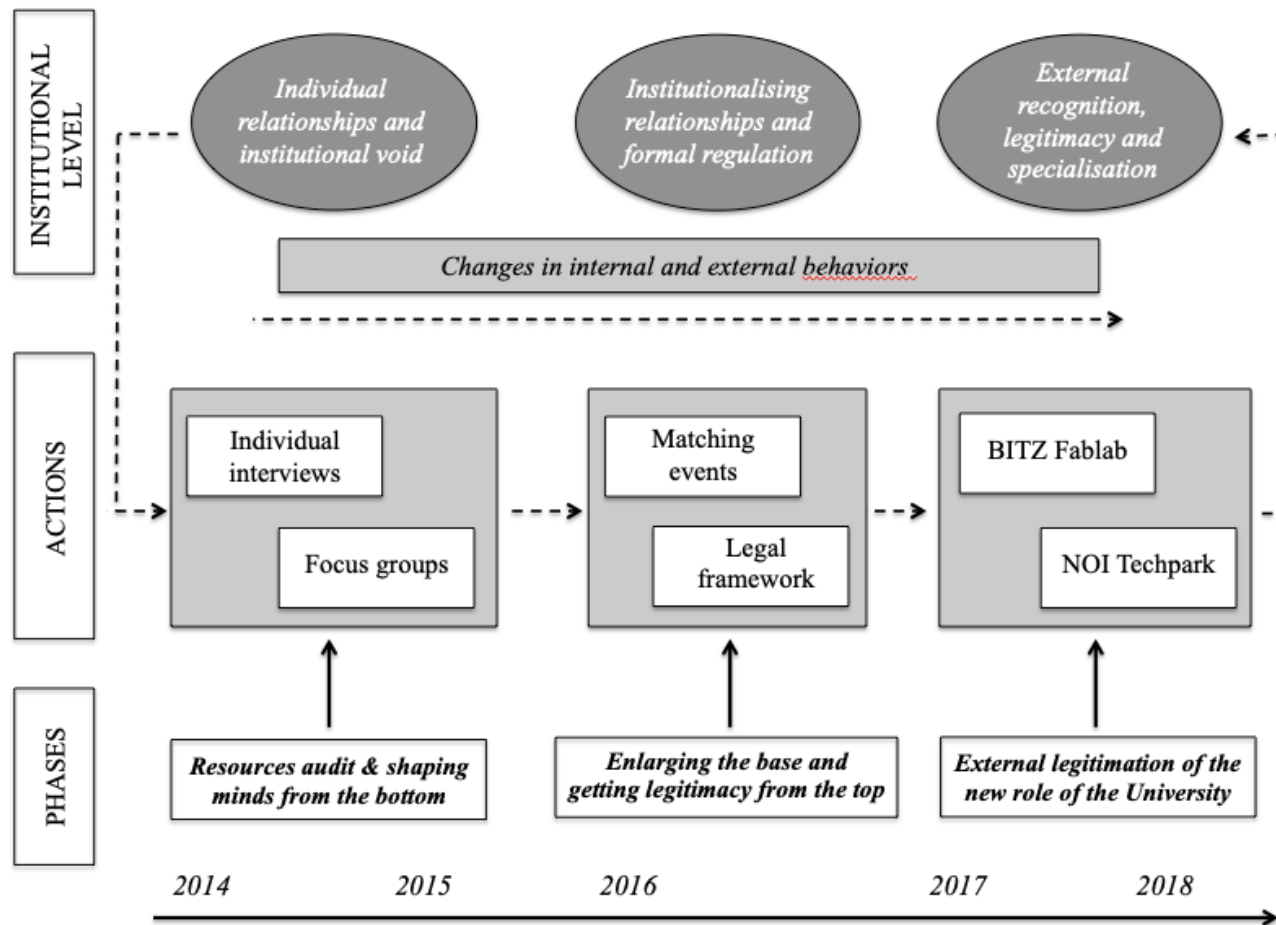 INSTITUTIONAL
LEVEL
Individual
relationships and
institutional void
Institutionalising
relationships and
formal regulation
External
recognition,
legitimacy and
specialisation
Changes in internal and external behaviors
ACTIONS
Individual
interviews
Focus groups
Matching
events
Legal
framework
BITZ Fablab
NOI Techpark
PHASES
Resources audit & shaping
minds from the bottom
Enlarging the base and
getting legitimacy from the top
External legitimation of the
new role of the University
2014 2015 2016 2017 2018